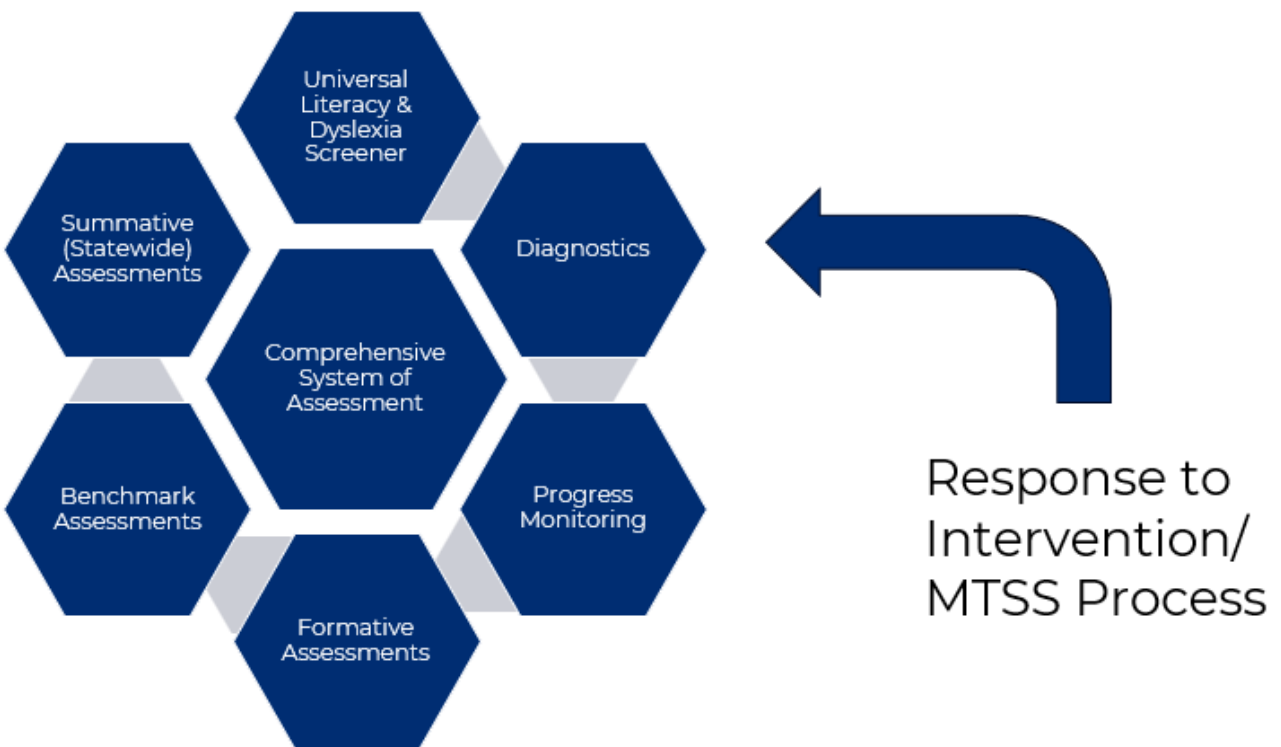 Universal
Literacy &
Dyslexia
Screener
Diagnostics
Progress
Monitoring
Formative
Assessments
Benchmark
Assessments
Summative
(Statewide)
Assessments
Comprehensive
System of
Assessment
Response to
Intervention/
MTSS Process